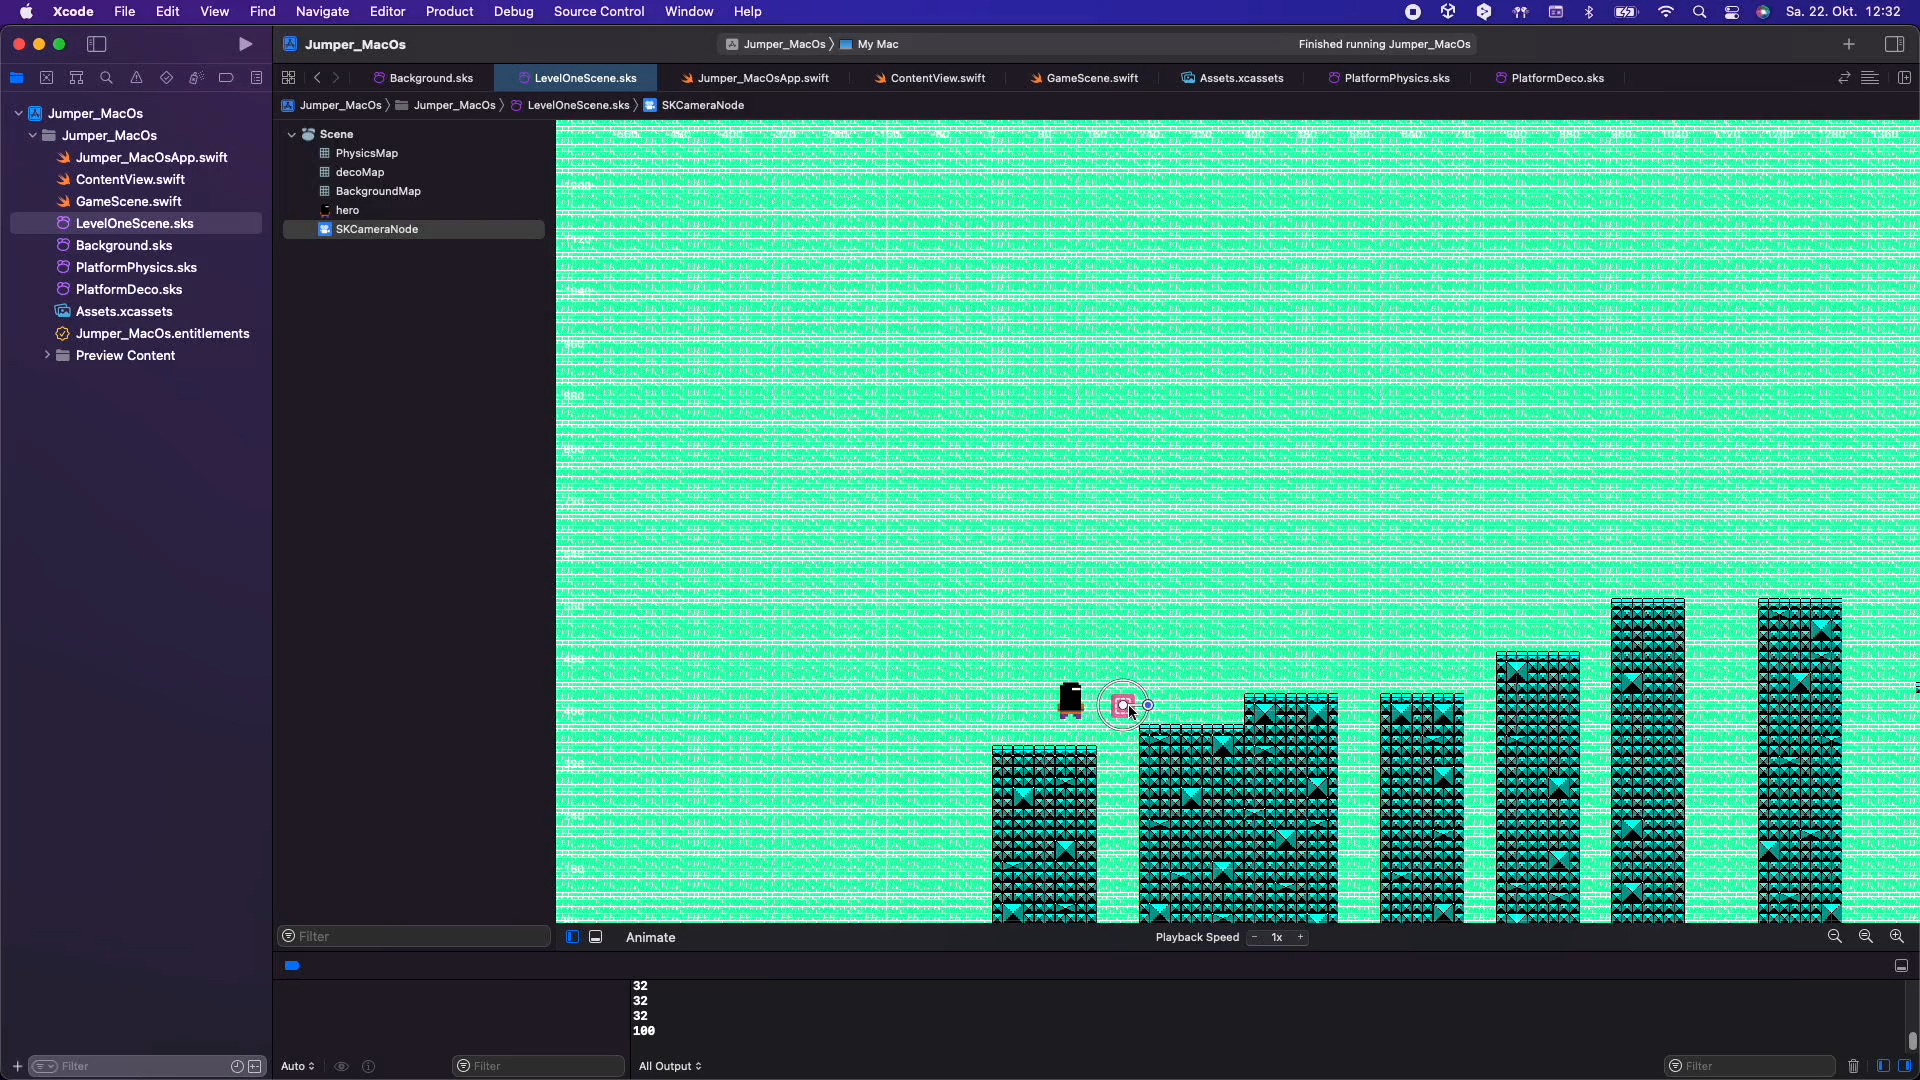 Xcode File Edit View Find Navigate Editor Product Debug Source Control Window Help Sa. 22. Okt. 12:32
Jumper_MacOs Jumper_MacOs My Mac Finished running Jumper_MacOs
Background.sks LevelOneScene.sks Jumper_MacOsApp.swift ContentView.swift GameScene.swift Assets.xcassets PlatformPhysics.sks PlatformDeco.sks
Jumper_MacOs Jumper_MacOs LevelOneScene.sks SKCameraNode
Jumper_MacOs
Jumper_MacOs
Jumper_MacOsApp.swift
ContentView.swift
GameScene.swift
LevelOneScene.sks
Background.sks
PlatformPhysics.sks
PlatformDeco.sks
Assets.xcassets
Jumper_MacOs.entitlements
Preview Content
Scene
PhysicsMap
decoMap
BackgroundMap
hero
SKCameraNode
Filter
Animate
Playback Speed - 1x +
32
32
32
100
Filter
Auto
Filter
All Output
Filter